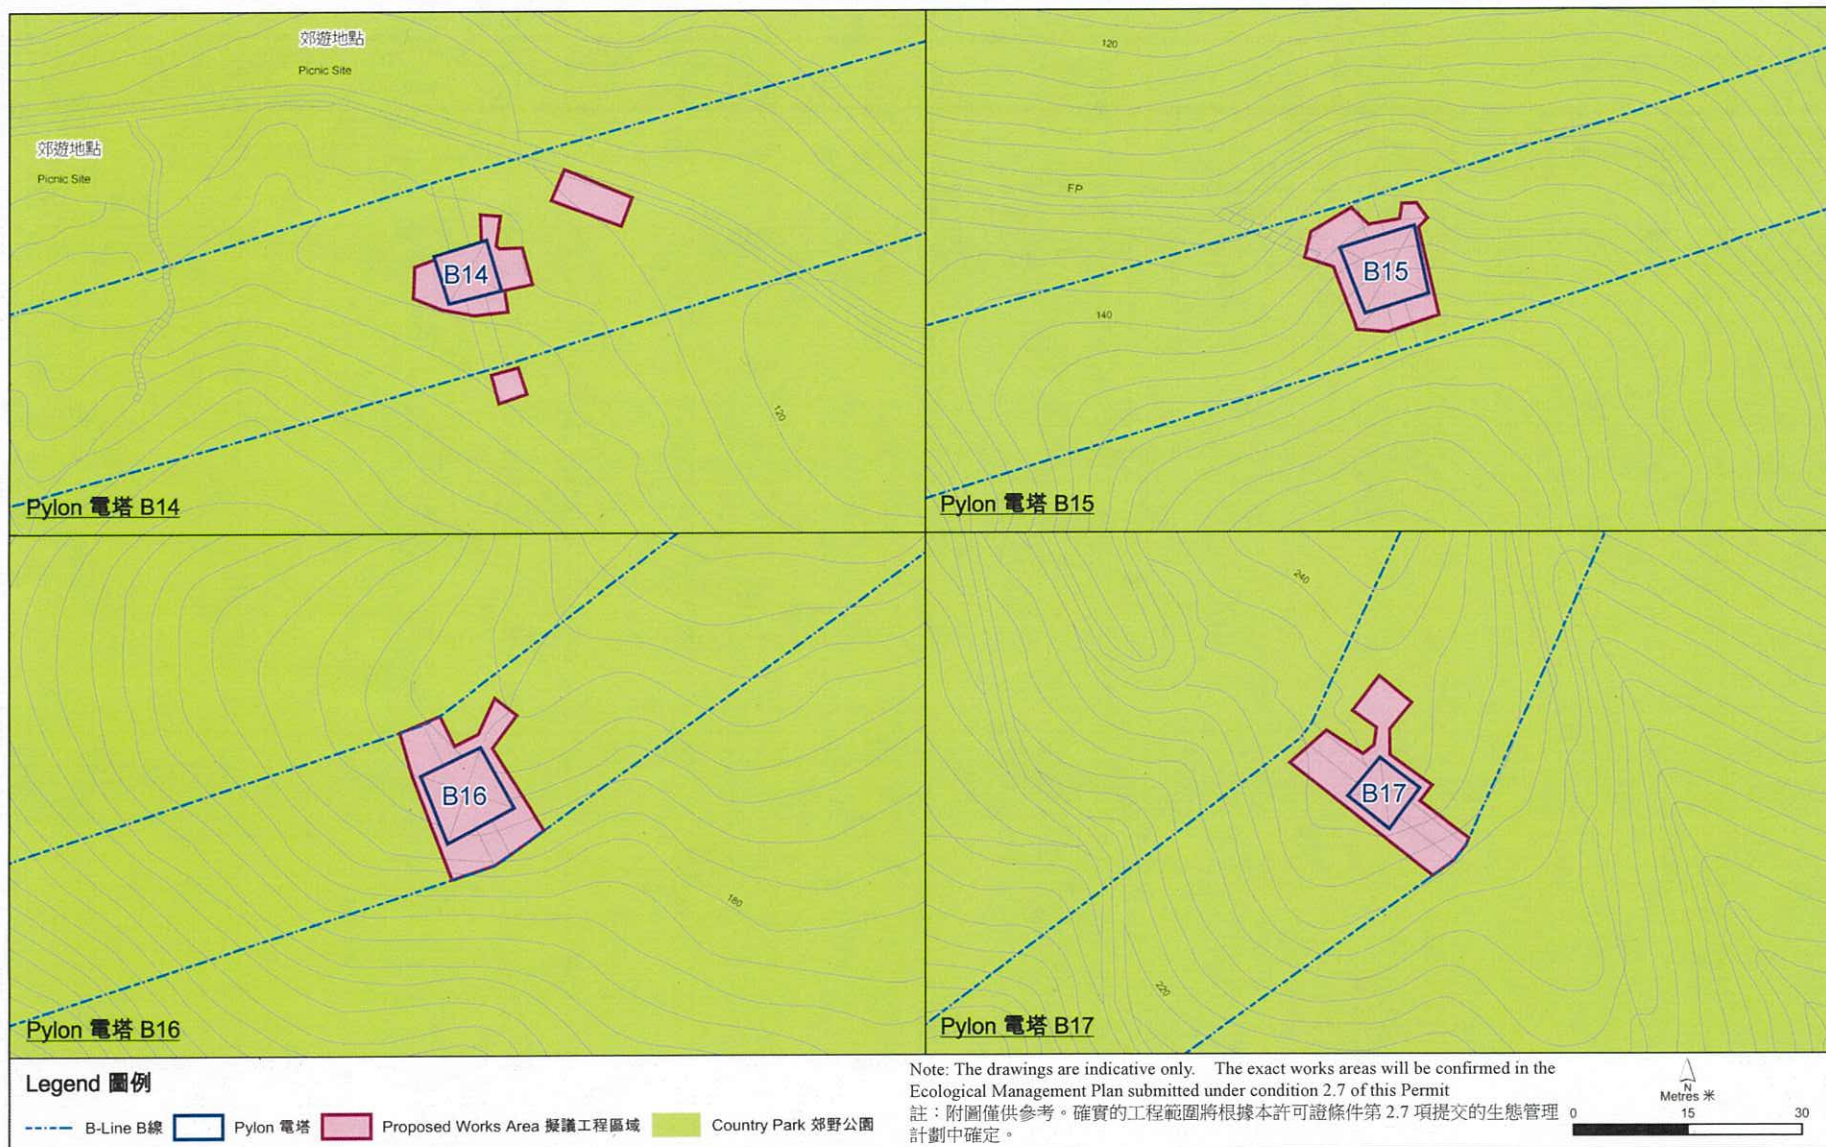 郊遊地點
Picnic Site
郊遊地點
Picnic Site
B14
120
Pylon 電塔 B14
120
FP
B15
140
Pylon 電塔 B15
B16
180
Pylon 電塔 B16
240
B17
220
Pylon 電塔 B17
Legend 圖例
B-Line B線
Pylon 電塔
Proposed Works Area 擬議工程區域
Country Park 郊野公園
Note: The drawings are indicative only. The exact works areas will be confirmed in the
Ecological Management Plan submitted under condition 2.7 of this Permit
註：附圖僅供參考。確實的工程範圍將根據本許可證條件第 2.7 項提交的生態管理
計劃中確定。
N
Metres 米
0 15 30